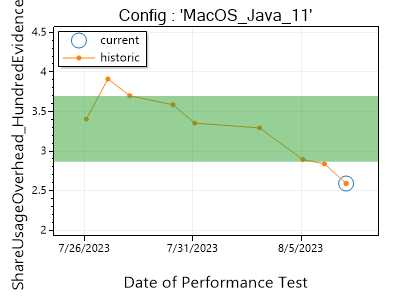 Config : 'MacOS_Java_11'
current
historic
4.5
4
3.5
3
2.5
2
ShareUsageOverhead_HundredEvidence
7/26/2023
7/31/2023
8/5/2023
Date of Performance Test